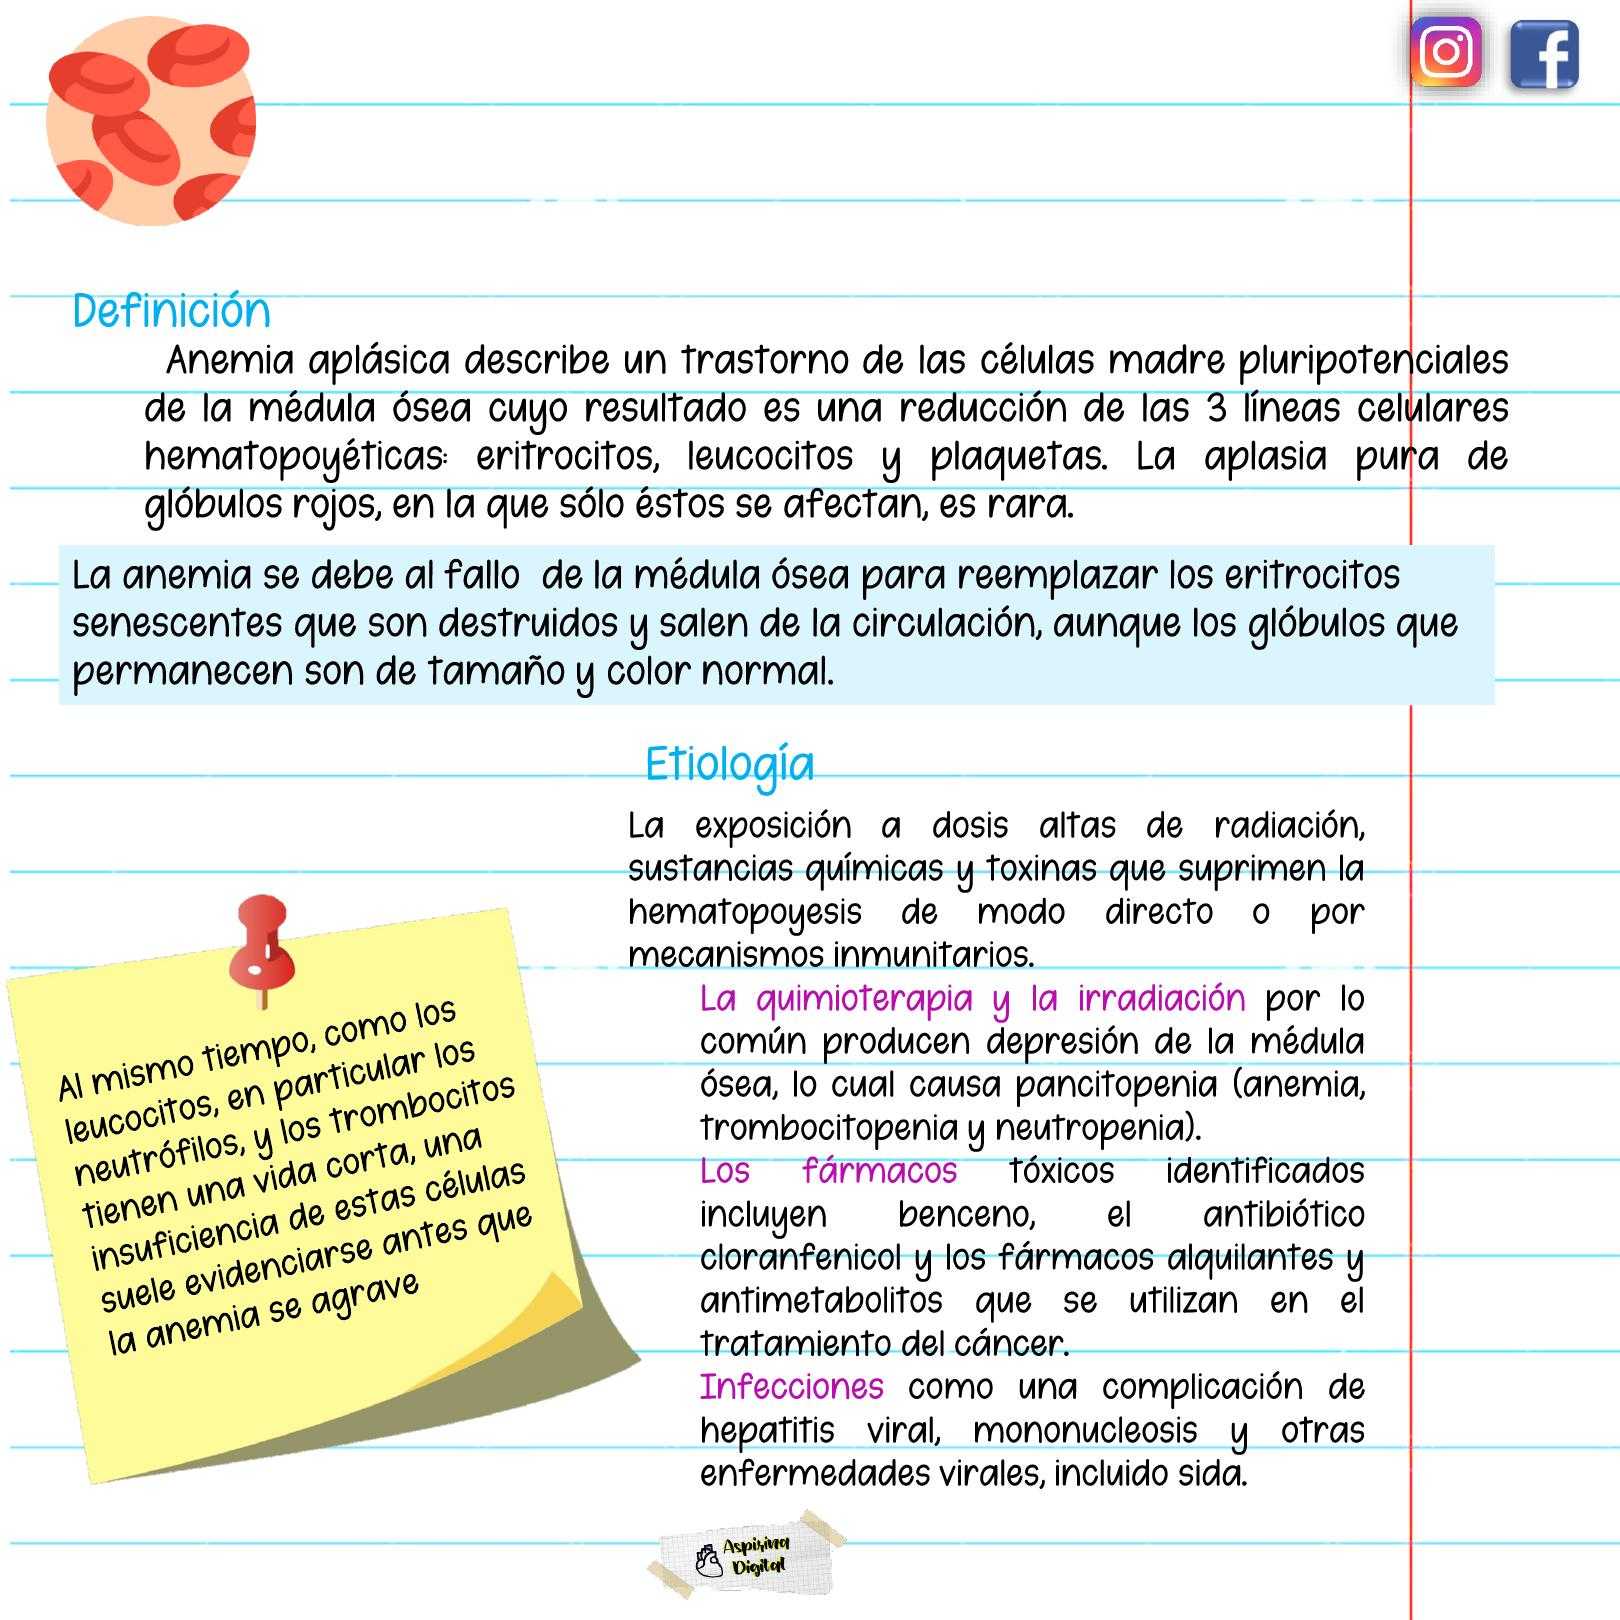 Definición
Anemia aplásica describe un trastorno de las células madre pluripotenciales
de la médula ósea cuyo resultado es una reducción de las 3 líneas celulares
hematopoyéticas: eritrocitos, leucocitos y plaquetas. La aplasia pura de
glóbulos rojos, en la que sólo éstos se afectan, es rara.
La anemia se debe al fallo de la médula ósea para reemplazar los eritrocitos
senescentes que son destruidos y salen de la circulación, aunque los glóbulos que
permanecen son de tamaño y color normal.
Etiología
La exposición a dosis altas de radiación,
sustancias químicas y toxinas que suprimen la
hematopoyesis de modo directo o por
mecanismos inmunitarios.
La quimioterapia y la irradiación por lo
común producen depresión de la médula
ósea, lo cual causa pancitopenia (anemia,
trombocitopenia y neutropenia).
Los fármacos tóxicos identificados
incluyen benceno, el antibiótico
cloranfenicol y los fármacos alquilantes y
antimetabolitos que se utilizan en el
tratamiento del cáncer.
Infecciones como una complicación de
hepatitis viral, mononucleosis y otras
enfermedades virales, incluido sida.
Al mismo tiempo, como los
leucocitos, en particular los
neutrófilos, y los trombocitos
tienen una vida corta, una
insuficiencia de estas células
suele evidenciarse antes que
la anemia se agrave
Aspirina
Digital